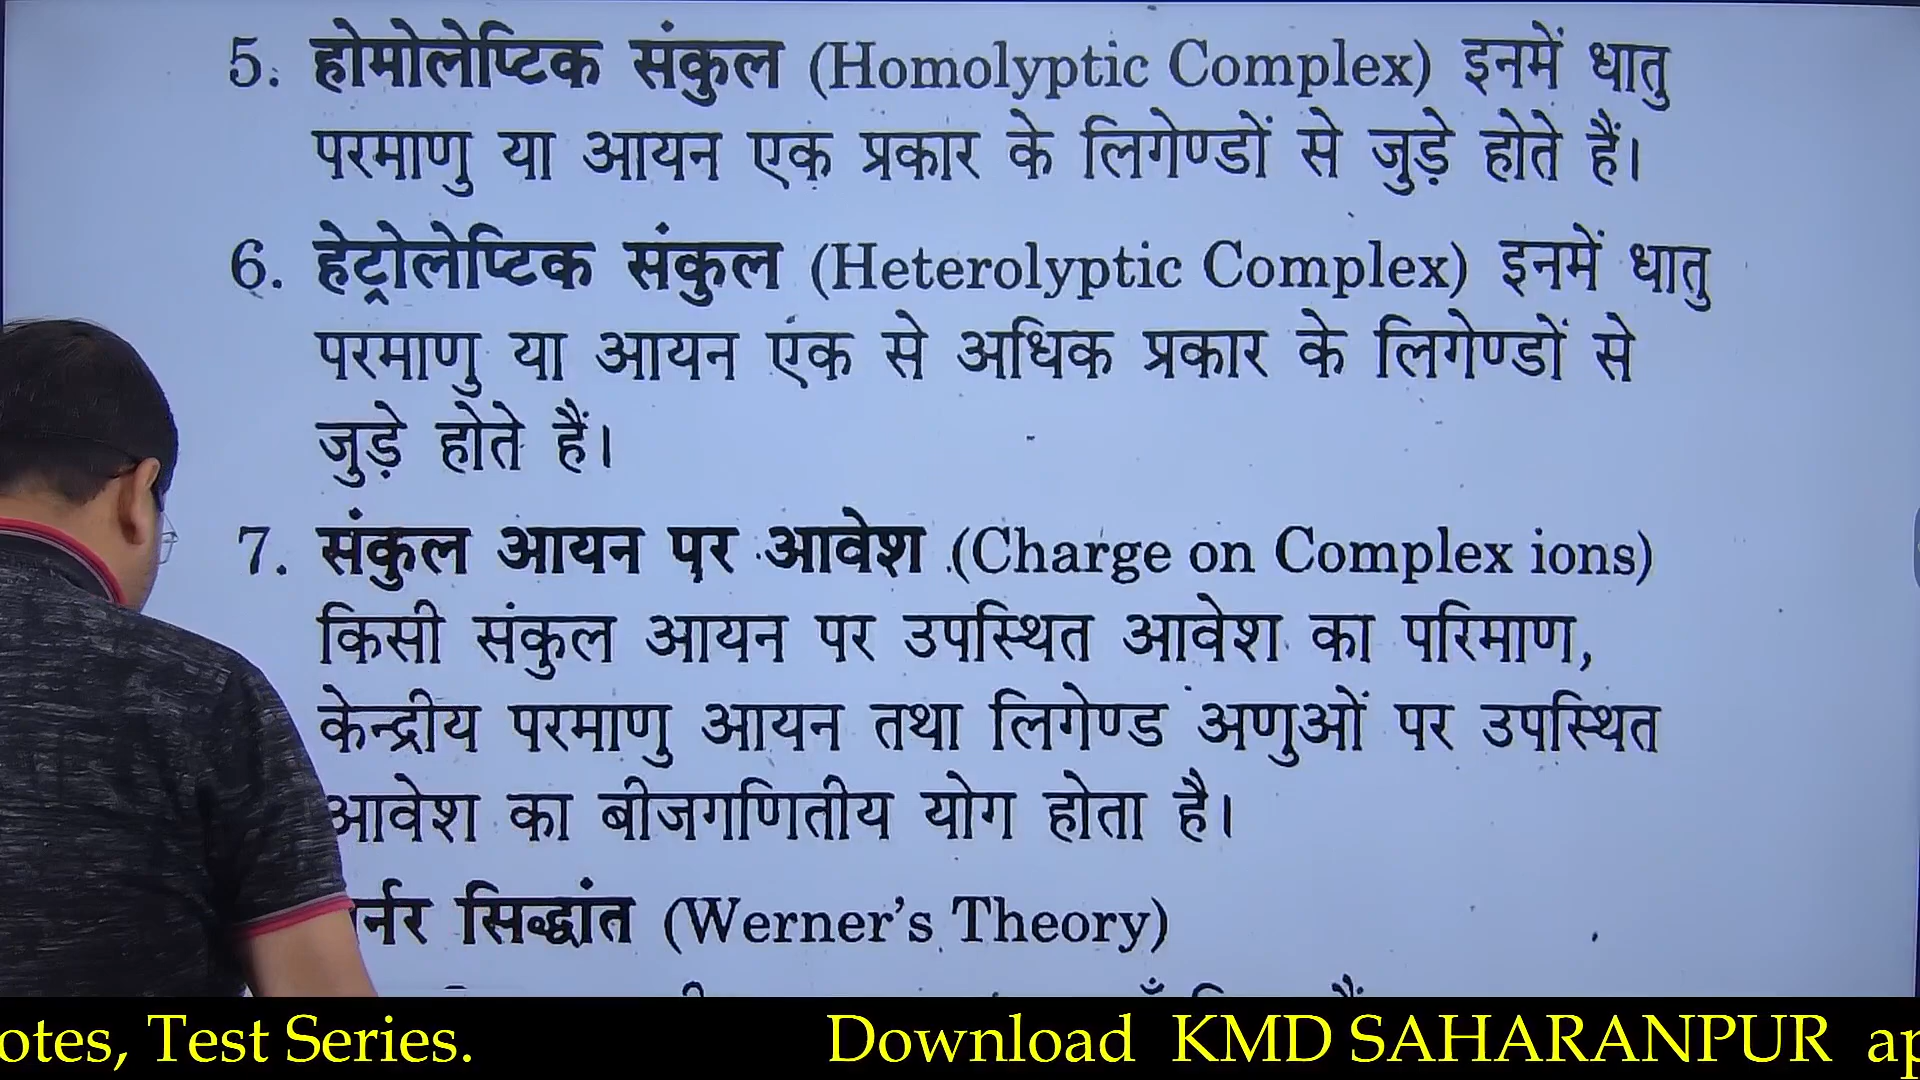 5. होमोलेप्टिक संकुल (Homolyptic Complex) इनमें धातु
परमाणु या आयन एक प्रकार के लिगेण्डों से जुड़े होते हैं।
6. हेट्रोलेप्टिक संकुल (Heterolyptic Complex) इनमें धातु
परमाणु या आयन एक से अधिक प्रकार के लिगेण्डों से
जुड़े होते हैं।
7. संकुल आयन पर आवेश (Charge on Complex ions)
किसी संकुल आयन पर उपस्थित आवेश का परिमाण,
केन्द्रीय परमाणु आयन तथा लिगेण्ड अणुओं पर उपस्थित
आवेश का बीजगणितीय योग होता है।
र्नर सिद्धांत (Werner's Theory)
otes, Test Series. Download KMD SAHARANPUR ap